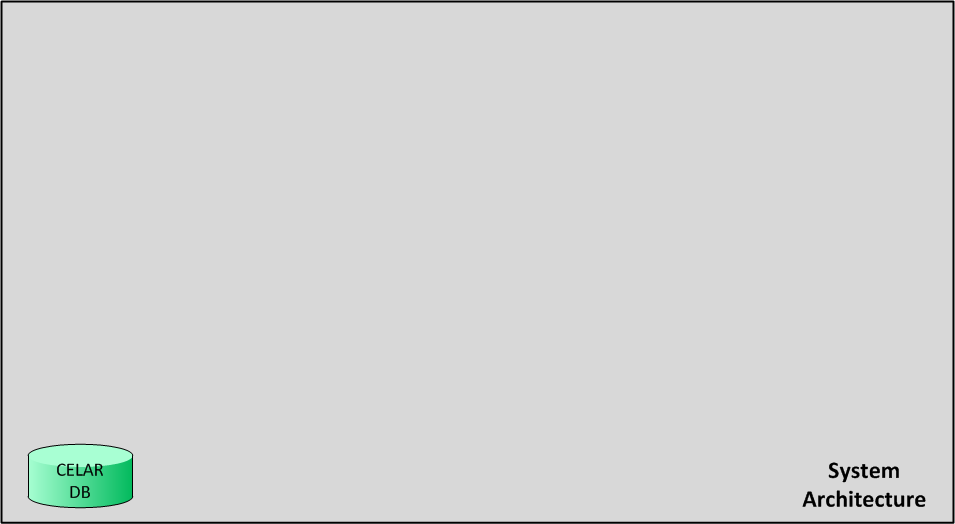 CELAR
DB
System
Architecture